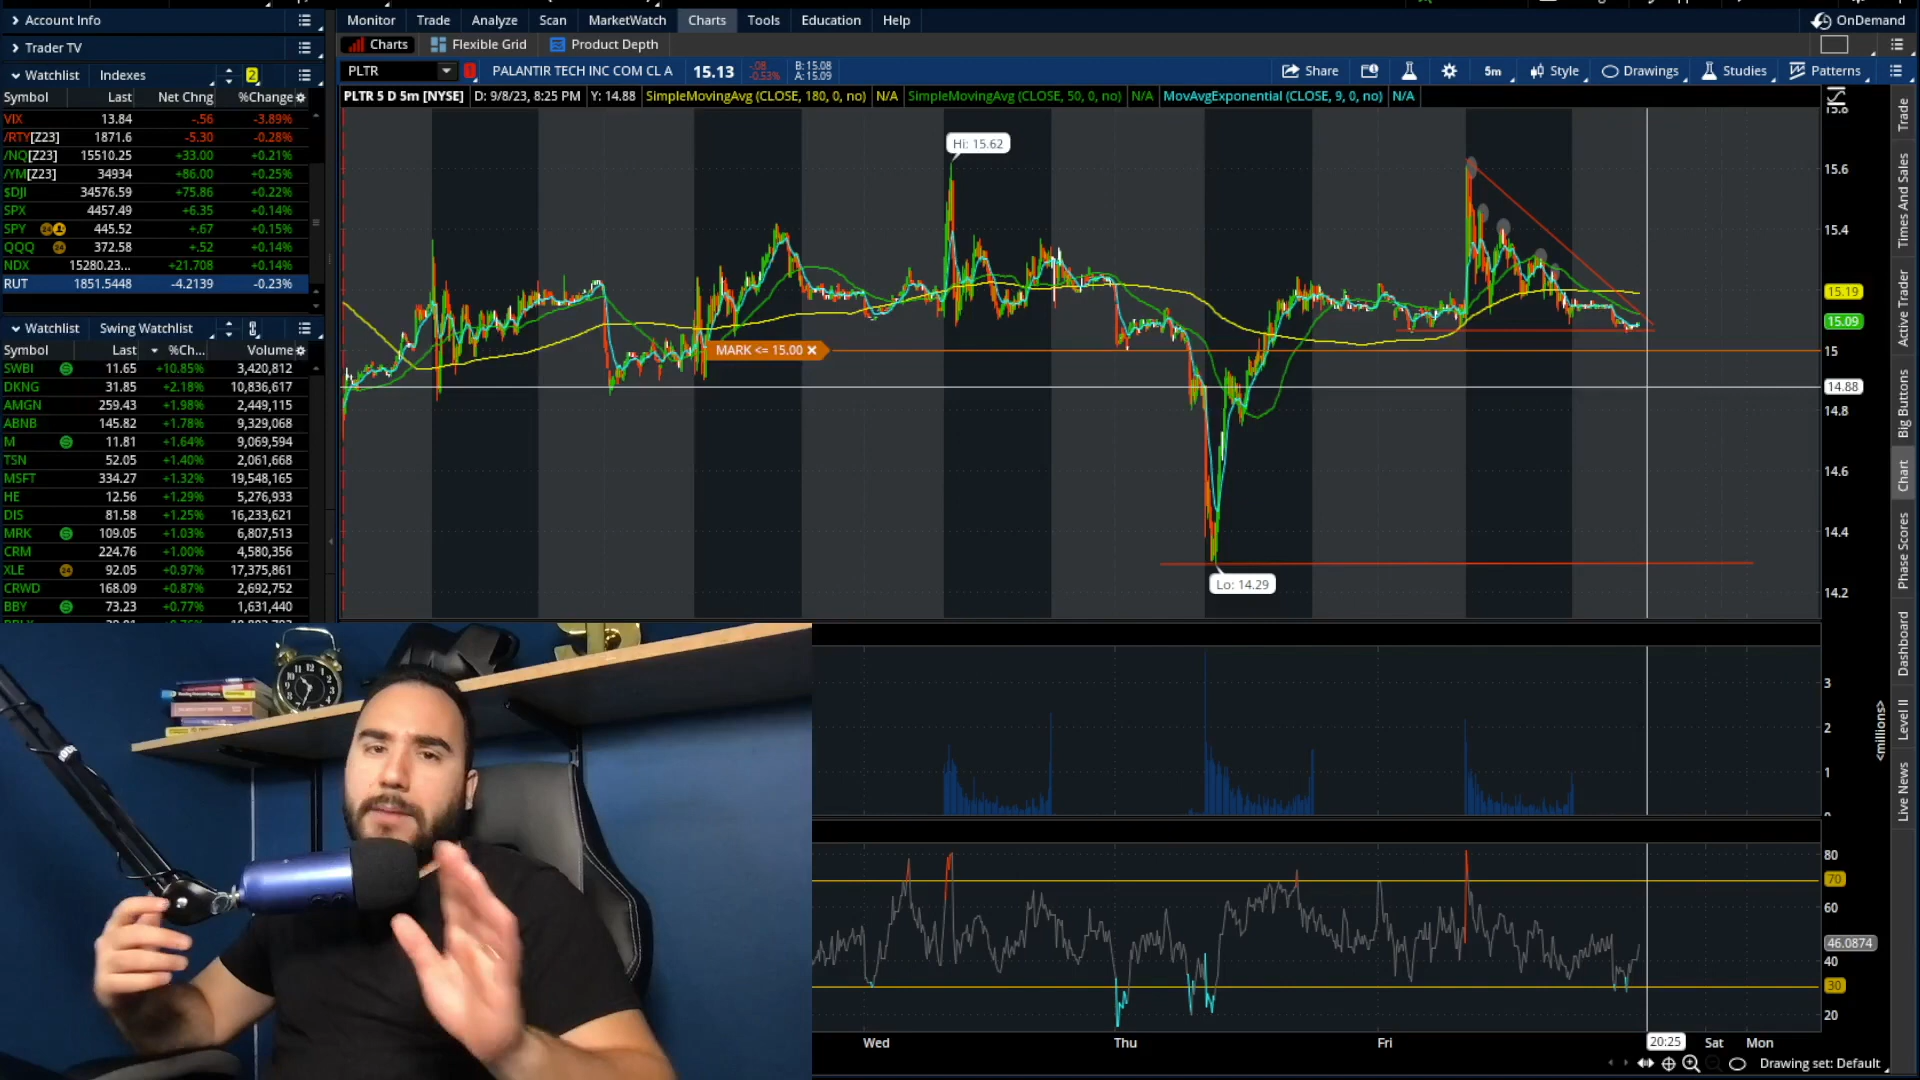 Account Info
Monitor Trade Analyze Scan MarketWatch Charts Tools Education Help
OnDemand
Trader TV
Charts Flexible Grid Product Depth
Watchlist Indexes 2
PLTR 1 PALANTIR TECH INC COM CL A 15.13 -.08 -0.53% B: 15.08 A: 15.09
Share 5m Style Drawings Studies Patterns
Symbol Last Net Chng %Change
PLTR 5 D 5m [NYSE] D: 9/8/23, 8:25 PM Y: 14.88 SimpleMovingAvg (CLOSE, 180, 0, no) N/A SimpleMovingAvg (CLOSE, 50, 0, no) N/A MovAvgExponential (CLOSE, 9, 0, no) N/A
VIX 13.84 -.56 -3.89%
/RTY[Z23] 1871.6 -5.30 -0.28%
/NQ[Z23] 15510.25 +33.00 +0.21%
/YM[Z23] 34934 +86.00 +0.25%
$DJI 34576.59 +75.86 +0.22%
SPX 4457.49 +6.35 +0.14%
SPY 445.52 +.67 +0.15%
QQQ 372.58 +.52 +0.14%
NDX 15280.23... +21.708 +0.14%
RUT 1851.5448 -4.2139 -0.23%
Watchlist Swing Watchlist
Symbol Last %Ch... Volume
SWBI 11.65 +10.85% 3,420,812
DKNG 31.85 +2.18% 10,836,617
AMGN 259.43 +1.98% 2,449,115
ABNB 145.82 +1.78% 9,329,068
M 11.81 +1.64% 9,069,594
TSN 52.05 +1.40% 2,061,668
MSFT 334.27 +1.32% 19,548,165
HE 12.56 +1.29% 5,276,933
DIS 81.58 +1.25% 16,233,621
MRK 109.05 +1.03% 6,807,513
CRM 224.76 +1.00% 4,580,356
XLE 92.05 +0.97% 17,375,861
CRWD 168.09 +0.87% 2,692,752
BBY 73.23 +0.77% 1,631,440
Hi: 15.62
MARK <= 15.00
Lo: 14.29
15.6
15.4
15.19
15.09
15
14.88
14.8
14.6
14.4
14.2
3
2
1
<millions>
80
70
60
46.0874
40
30
20
Wed Thu Fri 20:25 Sat Mon
Drawing set: Default
Trade
Times And Sales
Active Trader
Big Buttons
Chart
Phase Scores
Dashboard
Level II
Live News